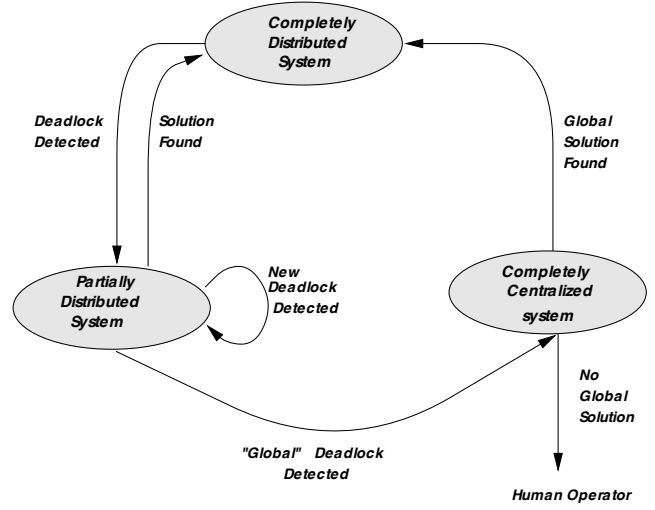 Completely
Distributed
System
Deadlock
Detected
Solution
Found
Global
Solution
Found
Partially
Distributed
System
New
Deadlock
Detected
Completely
Centralized
system
No
Global
Solution
"Global" Deadlock
Detected
Human Operator